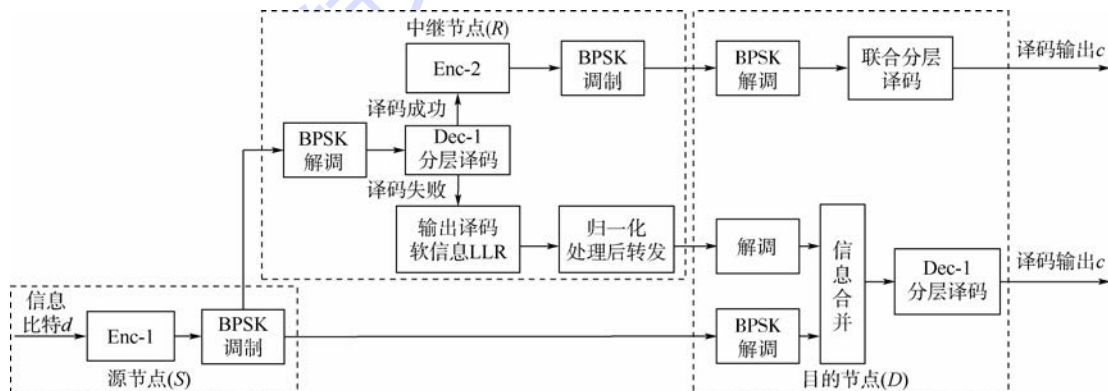 中继节点(R)
Enc-2
BPSK
调制
BPSK
解调
联合分层
译码
译码输出c
译码成功
BPSK
解调
Dec-1
分层译码
译码失败
输出译码
软信息LLR
归一化
处理后转发
解调
信息合并
Dec-1
分层译码
译码输出c
信息
比特d
Enc-1
BPSK
调制
BPSK
解调
源节点(S)
目的节点(D)